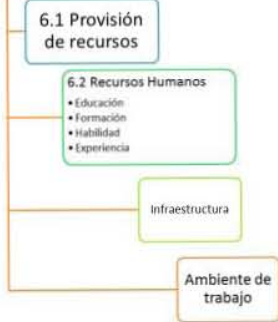 6.1 Provisión
de recursos
6.2 Recursos Humanos
• Educación
• Formación
• Habilidad
• Experiencia
Infraestructura
Ambiente de
trabajo